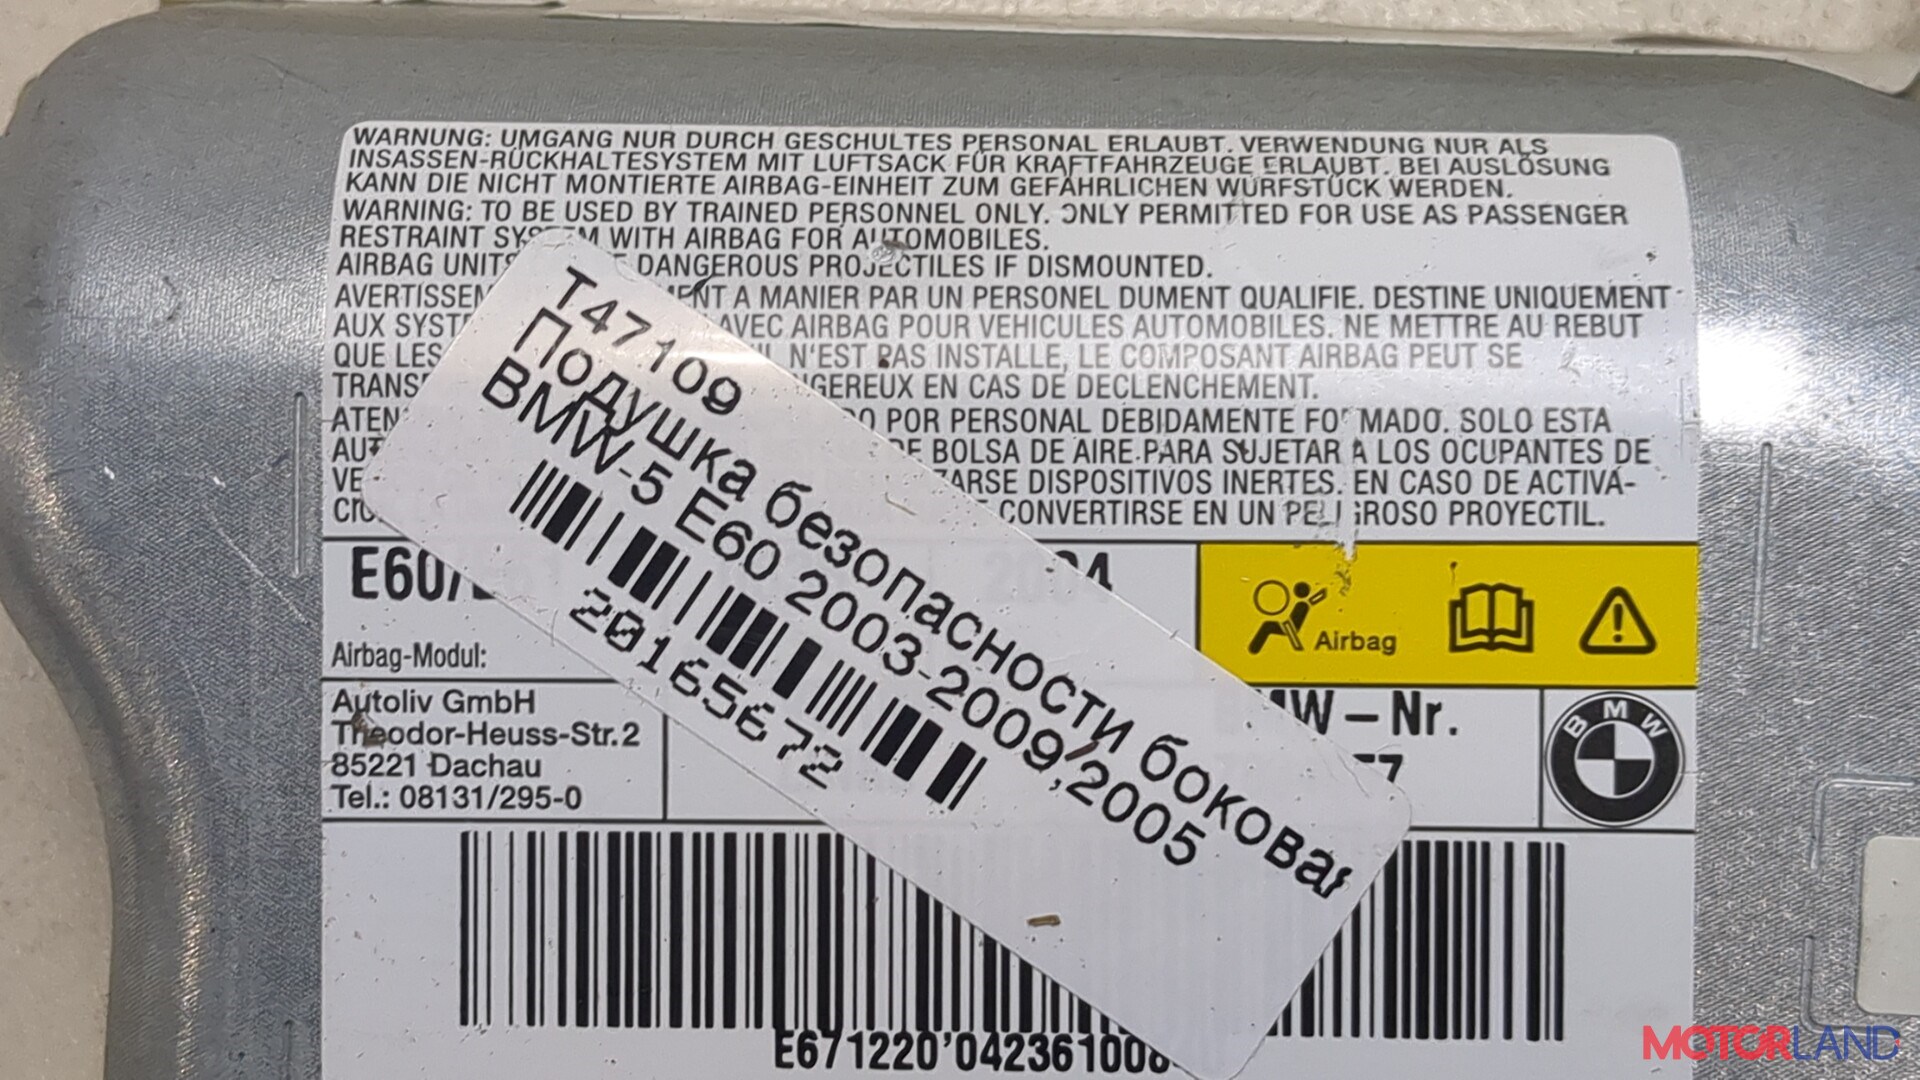 WARNUNG: UMGANG NUR DURCH GESCHULTES PERSONAL ERLAUBT. VERWENDUNG NUR ALS
INSASSEN-RÜCKHALTESYSTEM MIT LUFTSACK FÜR KRAFTFAHRZEUGE ERLAUBT. BEI AUSLÖSUNG
KANN DIE NICHT MONTIERTE AIRBAG-EINHEIT ZUM GEFÄHRLICHEN WURFSTÜCK WERDEN.
WARNING: TO BE USED BY TRAINED PERSONNEL ONLY. ONLY PERMITTED FOR USE AS PASSENGER
RESTRAINT SYSTEM WITH AIRBAG FOR AUTOMOBILES.
AIRBAG UNITS DANGEROUS PROJECTILES IF DISMOUNTED.
A MANIER PAR UN PERSONEL DUMENT QUALIFIE. DESTINE UNIQUEMENT
AUX AVEC AIRBAG POUR VEHICULES AUTOMOBILES. NE METTRE AU REBUT
QUE LES N'EST PAS INSTALLE, LE COMPOSANT AIRBAG PEUT SE
EN CAS DE DECLENCHEMENT.
POR PERSONAL DEBIDAMENTE FORMADO. SOLO ESTA
DE BOLSA DE AIRE PARA SUJETAR A LOS OCUPANTES DE
DISPOSITIVOS INERTES. EN CASO DE ACTIVA-
CONVERTIRSE EN UN PELIGROSO PROYECTIL.
T47109
Подушка безопасности боковая
BMW-5 E60 2003-2009,2005
20165672
E60/
Airbag
Airbag-Modul:
Autoliv GmbH
Theodor-Heuss-Str.2
85221 Dachau
Tel.: 08131/295-0
BMW-Nr.
BMW
E671220'042361008
MOTORLAND